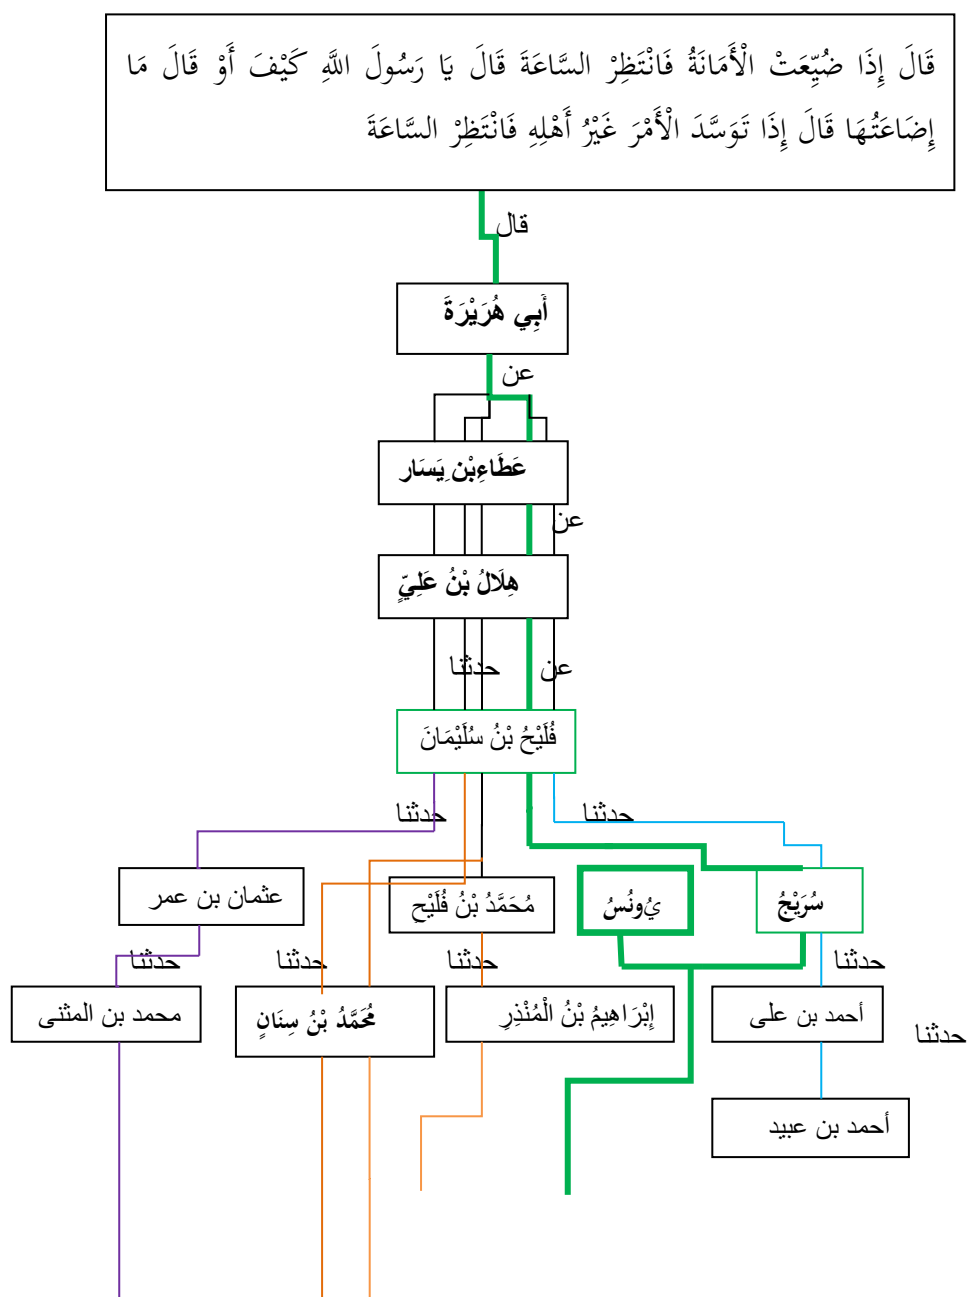 قَالَ إِذَا ضُيِّعَتْ الْأَمَانَةُ فَانْتَظِرْ السَّاعَةَ قَالَ يَا رَسُولَ اللَّهِ كَيْفَ أَوْ قَالَ مَا
إِضَاعَتُهَا قَالَ إِذَا تَوَسَّدَ الْأَمْرَ غَيْرُ أَهْلِهِ فَانْتَظِرْ السَّاعَةَ
قال
أَبِي هُرَيْرَةَ
عن
عَطَاءِبْنِ يَسَار
عن
هِلَالُ بْنُ عَلِيٍّ
عن
حدثنا
فُلَيْحُ بْنُ سُلَيْمَانَ
حدثنا
حدثنا
سُرَيْجُ
يُونُسُ
مُحَمَّدُ بْنُ فُلَيْحٍ
عثمان بن عمر
حدثنا
حدثنا
حدثنا
حدثنا
أحمد بن على
إِبْرَاهِيمُ بْنُ الْمُنْذِرِ
مُحَمَّدُ بْنُ سِنَانٍ
محمد بن المثنى
حدثنا
أحمد بن عبيد